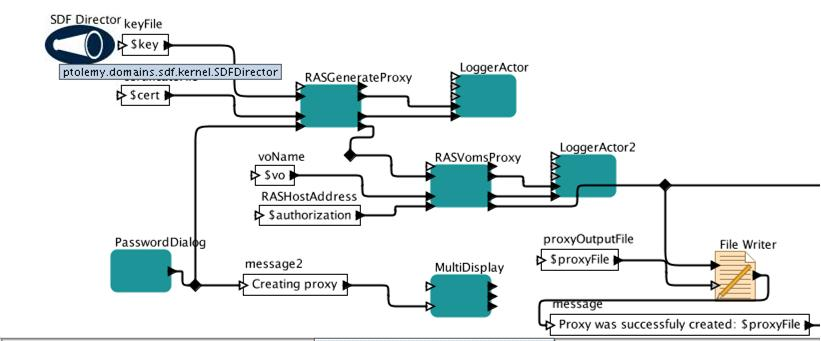 SDF Director
keyFile
$key
ptolemy.domains.sdf.kernel.SDFDirector
$cert
RASGenerateProxy
LoggerActor
voName
$vo
RASVomsProxy
LoggerActor2
RASHostAddress
$authorization
PasswordDialog
message2
Creating proxy
MultiDisplay
proxyOutputFile
$proxyFile
File Writer
message
Proxy was successfuly created: $proxyFile